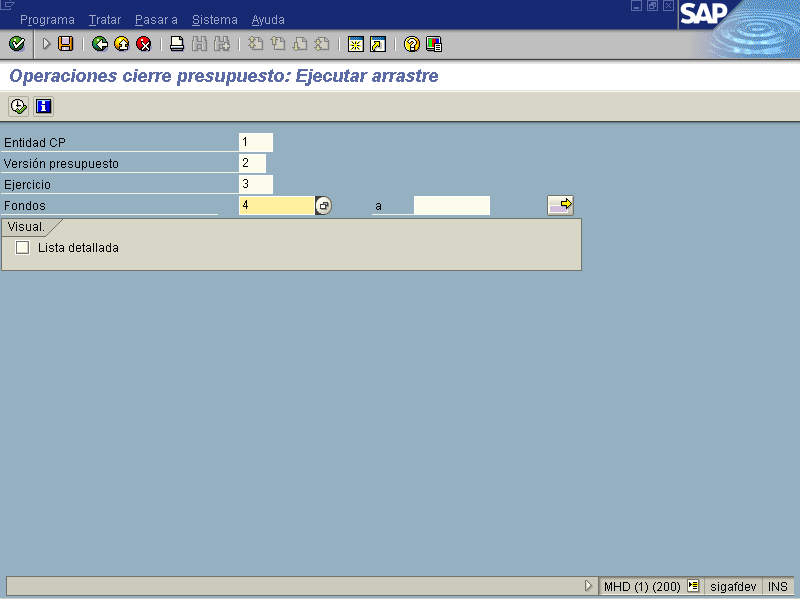 Programa Tratar Pasar a Sistema Ayuda
SAP
Operaciones cierre presupuesto: Ejecutar arrastre
Entidad CP 1
Versión presupuesto 2
Ejercicio 3
Fondos 4 a
Visual.
Lista detallada
MHD (1) (200) sigafdev INS